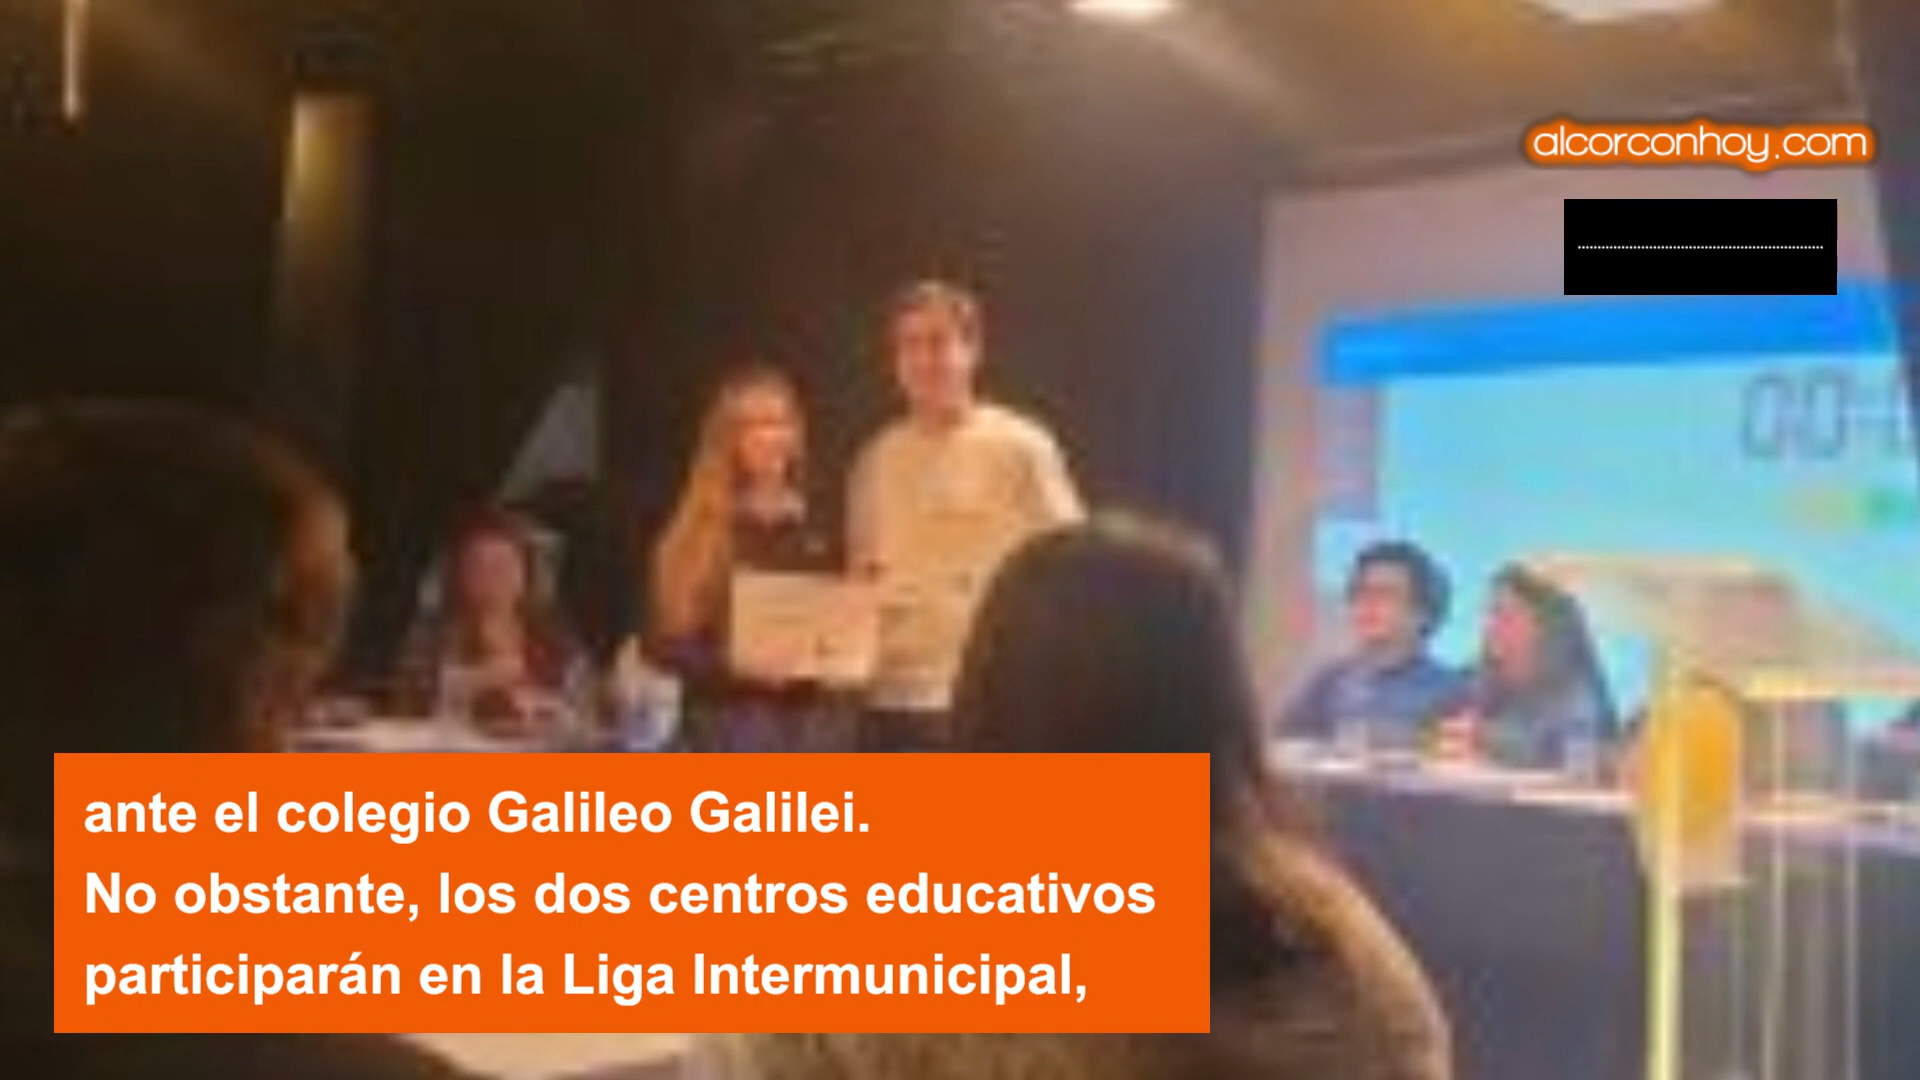 alcorconhoy.com
ante el colegio Galileo Galilei.
No obstante, los dos centros educativos
participarán en la Liga Intermunicipal,